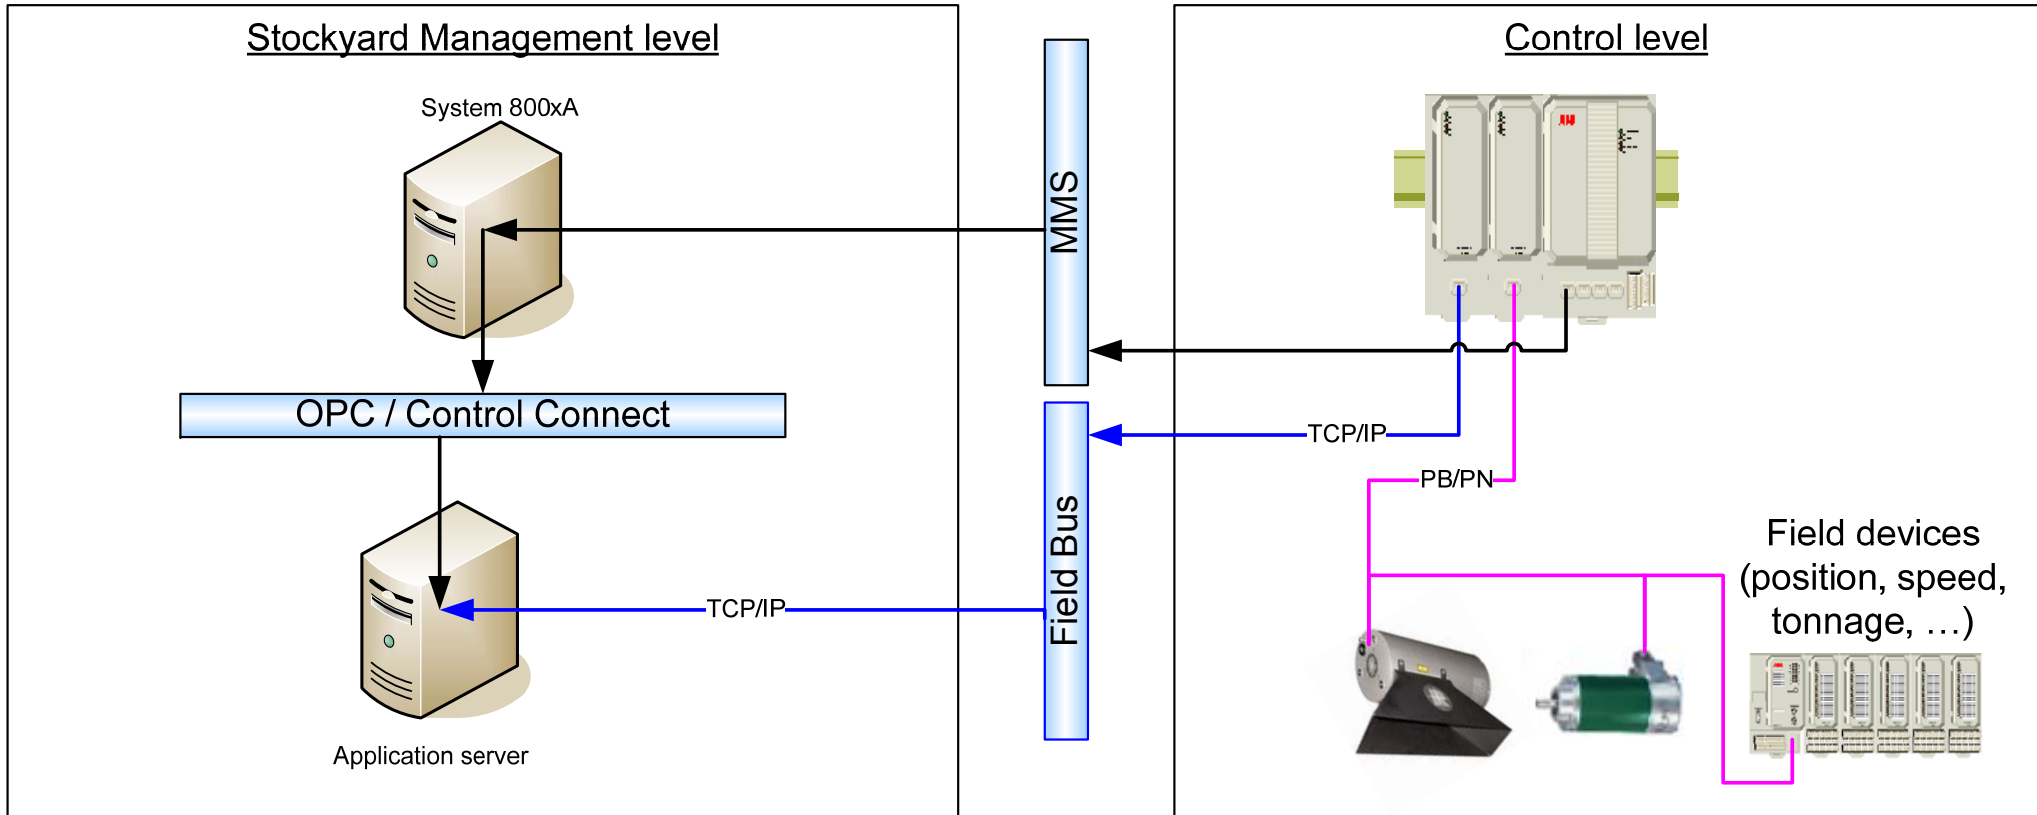 Stockyard Management level
System 800xA
OPC / Control Connect
Application server
TCP/IP
MMS
Field Bus
Control level
ABB
TCP/IP
PB/PN
Field devices
(position, speed,
tonnage, …)